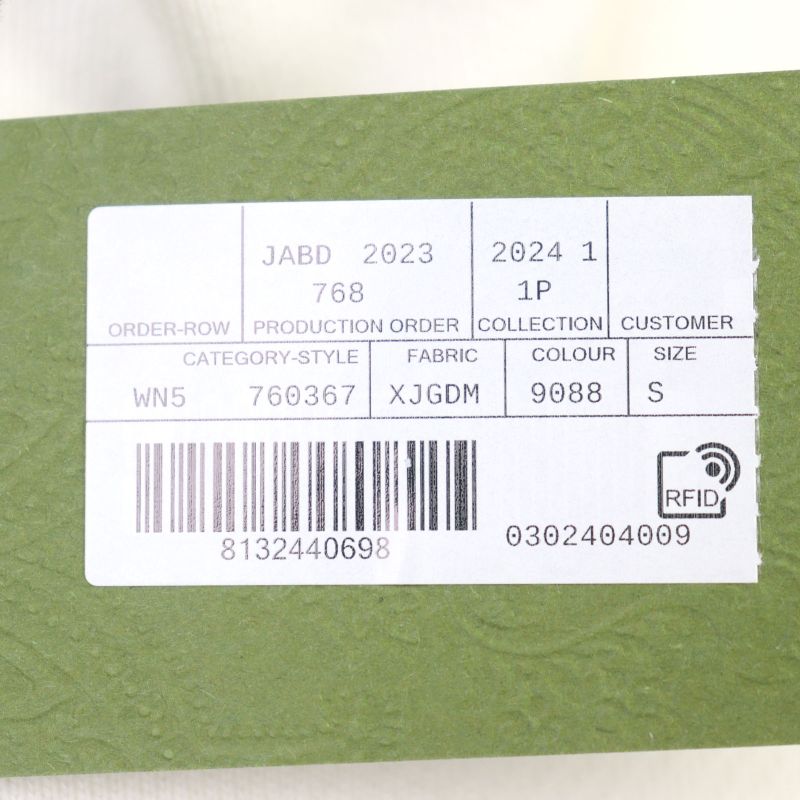 JABD 2023 2024 1
768 1P
ORDER-ROW PRODUCTION ORDER COLLECTION CUSTOMER
CATEGORY-STYLE FABRIC COLOUR SIZE
WN5 760367 XJGDM 9088 S
RFID
8132440698 0302404009